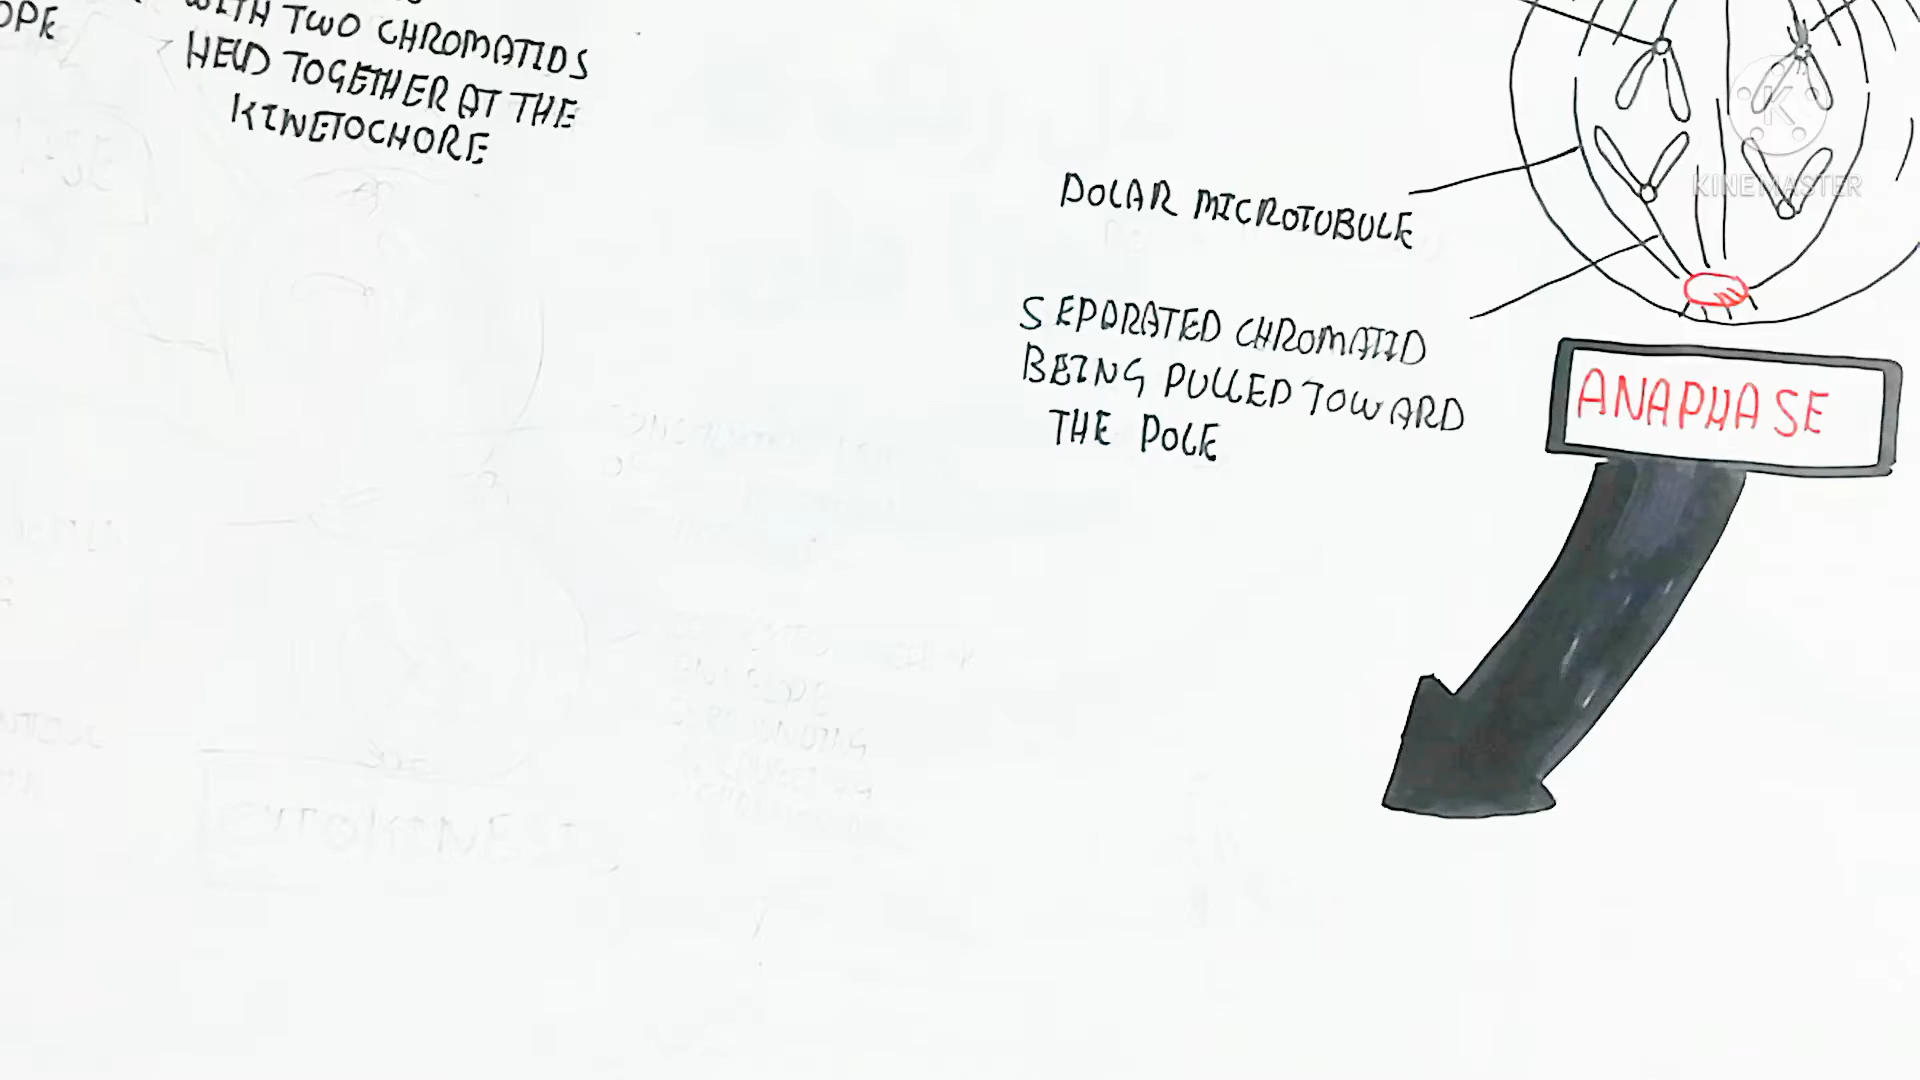 OPE
WITH TWO CHROMATIDS
HELD TOGETHER AT THE
KINETOCHORE
POLAR MICROTUBULE
SEPARATED CHROMATID
BEING PULLED TOWARD
THE POLE
ANAPHASE
K
KINEMASTER
CYTOKINESIS